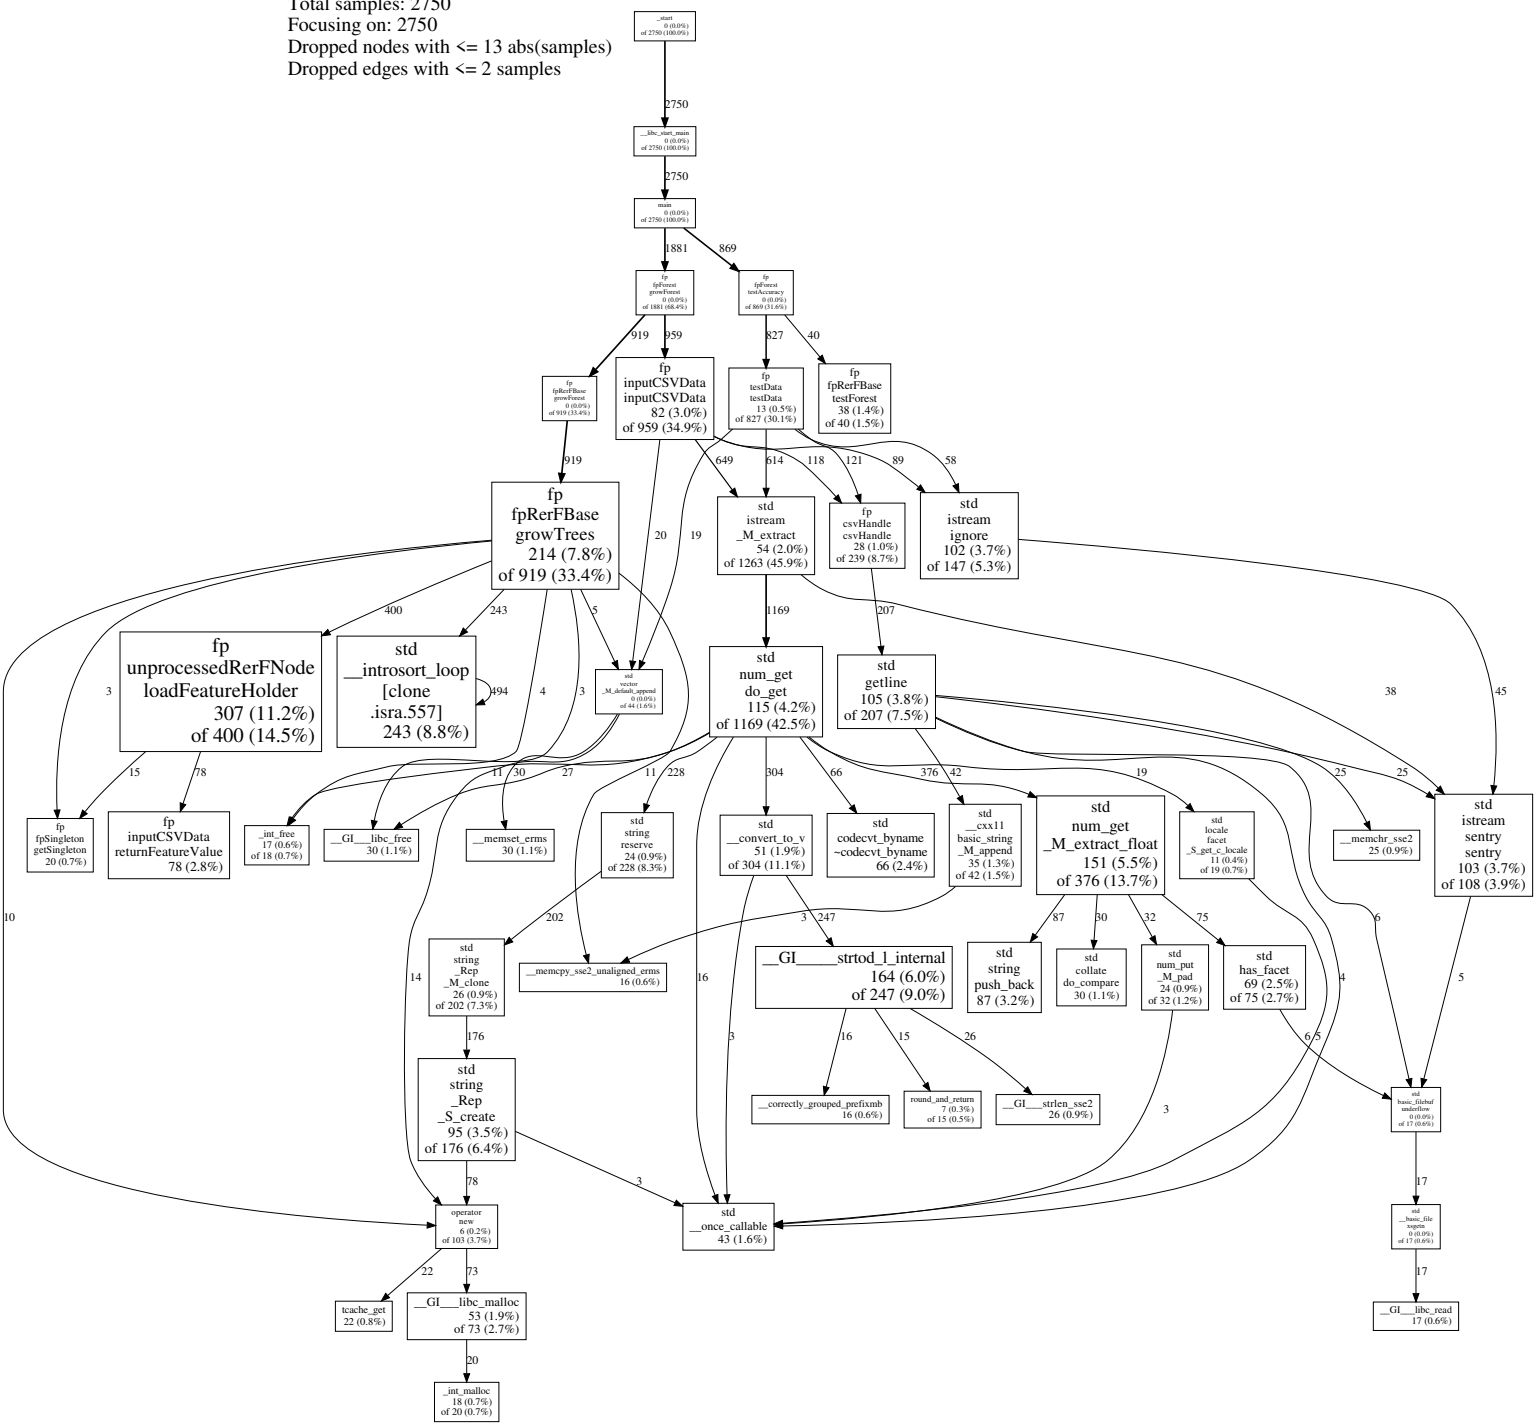 Total samples: 2750
Focusing on: 2750
Dropped nodes with <= 13 abs(samples)
Dropped edges with <= 2 samples
_start
0 (0.0%)
of 2750 (100.0%)
2750
__libc_start_main
0 (0.0%)
of 2750 (100.0%)
2750
main
0 (0.0%)
of 2750 (100.0%)
1881
869
fp
fpForest
growForest
0 (0.0%)
of 1881 (68.4%)
fp
fpForest
testAccuracy
0 (0.0%)
of 869 (31.6%)
919
959
827
40
fp
fpRerFBase
growForest
0 (0.0%)
of 919 (33.4%)
fp
inputCSVData
inputCSVData
82 (3.0%)
of 959 (34.9%)
fp
testData
testData
13 (0.5%)
of 827 (30.1%)
fp
fpRerFBase
testForest
38 (1.4%)
of 40 (1.5%)
919
649
614
118
121
89
58
fp
fpRerFBase
growTrees
214 (7.8%)
of 919 (33.4%)
20
19
std
istream
_M_extract
54 (2.0%)
of 1263 (45.9%)
fp
csvHandle
csvHandle
28 (1.0%)
of 239 (8.7%)
std
istream
ignore
102 (3.7%)
of 147 (5.3%)
400
243
5
1169
207
fp
unprocessedRerFNode
loadFeatureHolder
307 (11.2%)
of 400 (14.5%)
std
__introsort_loop
[clone
.isra.557]
243 (8.8%)
494
3
4
3
std
vector
_M_default_append
0 (0.0%)
of 44 (1.6%)
std
num_get
do_get
115 (4.2%)
of 1169 (42.5%)
std
getline
105 (3.8%)
of 207 (7.5%)
38
45
15
78
11
30
27
11
228
304
66
376
42
19
25
25
fp
fpSingleton
getSingleton
20 (0.7%)
fp
inputCSVData
returnFeatureValue
78 (2.8%)
_int_free
17 (0.6%)
of 18 (0.7%)
__GI___libc_free
30 (1.1%)
__memset_erms
30 (1.1%)
std
string
reserve
24 (0.9%)
of 228 (8.3%)
std
__convert_to_v
51 (1.9%)
of 304 (11.1%)
std
codecvt_byname
~codecvt_byname
66 (2.4%)
std
__cxx11
basic_string
_M_append
35 (1.3%)
of 42 (1.5%)
std
num_get
_M_extract_float
151 (5.5%)
of 376 (13.7%)
std
locale
facet
_S_get_c_locale
11 (0.4%)
of 19 (0.7%)
__memchr_sse2
25 (0.9%)
std
istream
sentry
sentry
103 (3.7%)
of 108 (3.9%)
10
202
3
247
87
30
32
75
6
std
string
_Rep
_M_clone
26 (0.9%)
of 202 (7.3%)
14
__memcpy_sse2_unaligned_erms
16 (0.6%)
16
__GI_____strtod_l_internal
164 (6.0%)
of 247 (9.0%)
std
string
push_back
87 (3.2%)
std
collate
do_compare
30 (1.1%)
std
num_put
_M_pad
24 (0.9%)
of 32 (1.2%)
std
has_facet
69 (2.5%)
of 75 (2.7%)
4
5
176
3
16
15
26
6
5
std
string
_Rep
_S_create
95 (3.5%)
of 176 (6.4%)
__correctly_grouped_prefixmb
16 (0.6%)
round_and_return
7 (0.3%)
of 15 (0.5%)
__GI___strlen_sse2
26 (0.9%)
3
std
basic_filebuf
underflow
0 (0.0%)
of 17 (0.6%)
78
3
17
operator
new
6 (0.2%)
of 103 (3.7%)
std
__once_callable
43 (1.6%)
std
__basic_file
xsgetn
0 (0.0%)
of 17 (0.6%)
22
73
17
tcache_get
22 (0.8%)
__GI___libc_malloc
53 (1.9%)
of 73 (2.7%)
__GI___libc_read
17 (0.6%)
20
_int_malloc
18 (0.7%)
of 20 (0.7%)